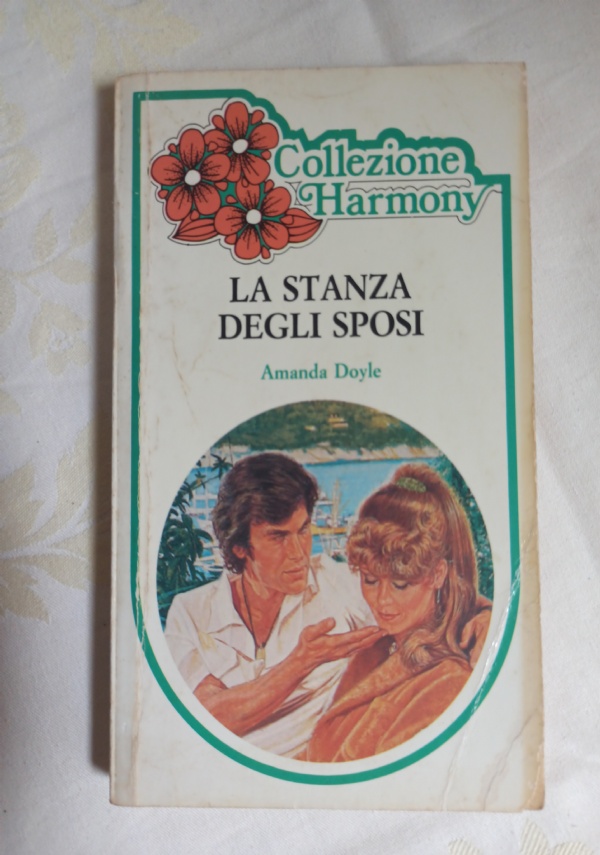 Collezione
Harmony
LA STANZA
DEGLI SPOSI
Amanda Doyle